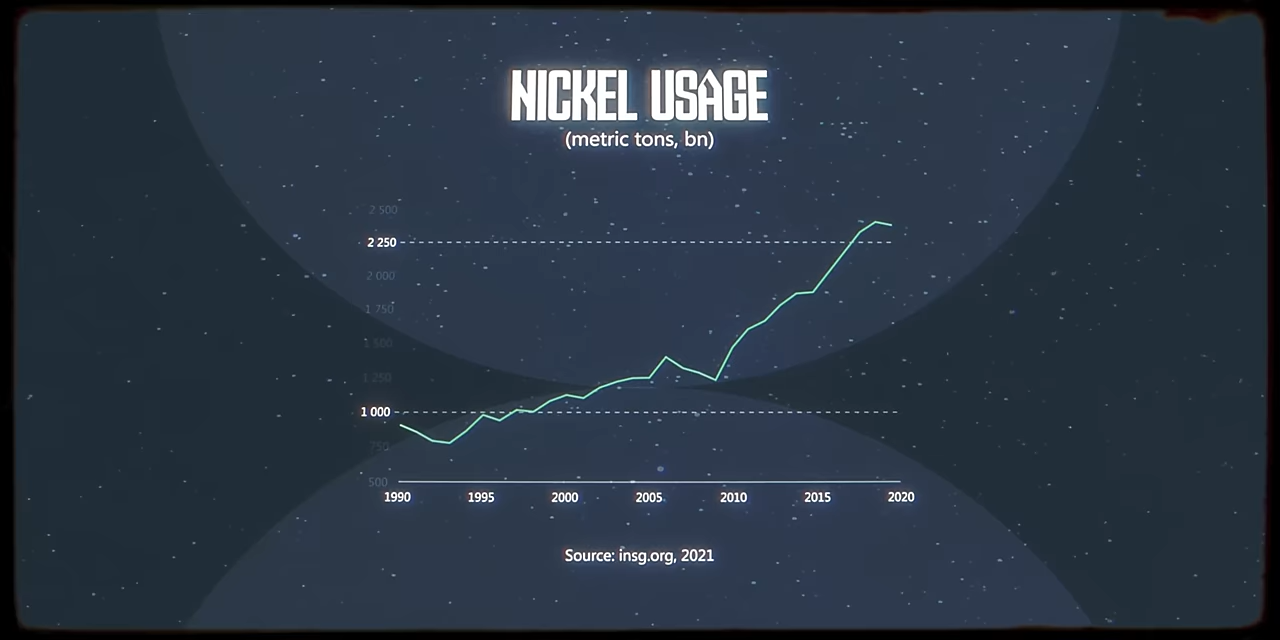 NICKEL USAGE
(metric tons, bn)
2 500
2 250
2 000
1 750
1 500
1 250
1 000
750
500
1990 1995 2000 2005 2010 2015 2020
Source: insg.org, 2021